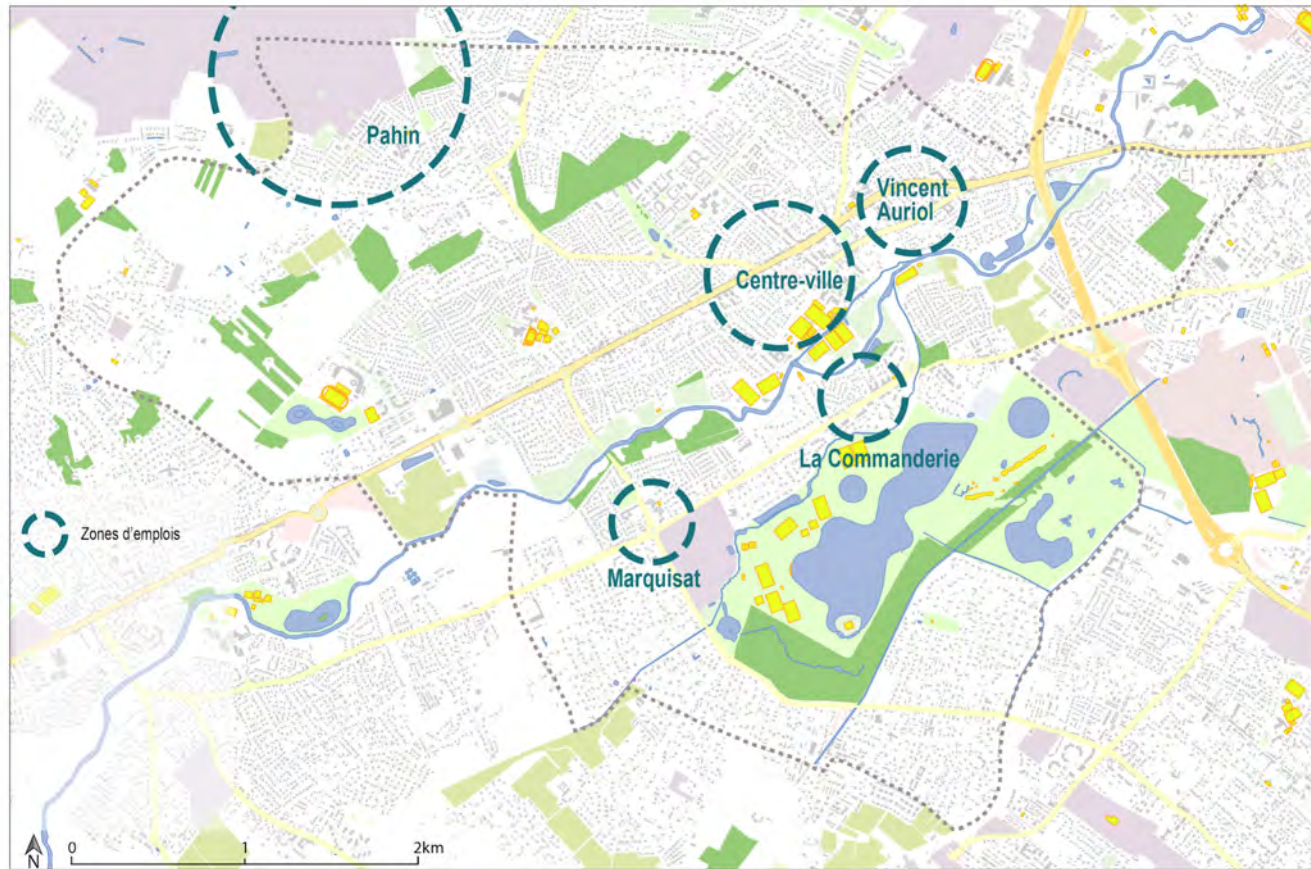 Pahin
Vincent
Auriol
Centre-ville
La Commanderie
Zones d'emplois
Marquisat
N
0 1 2km